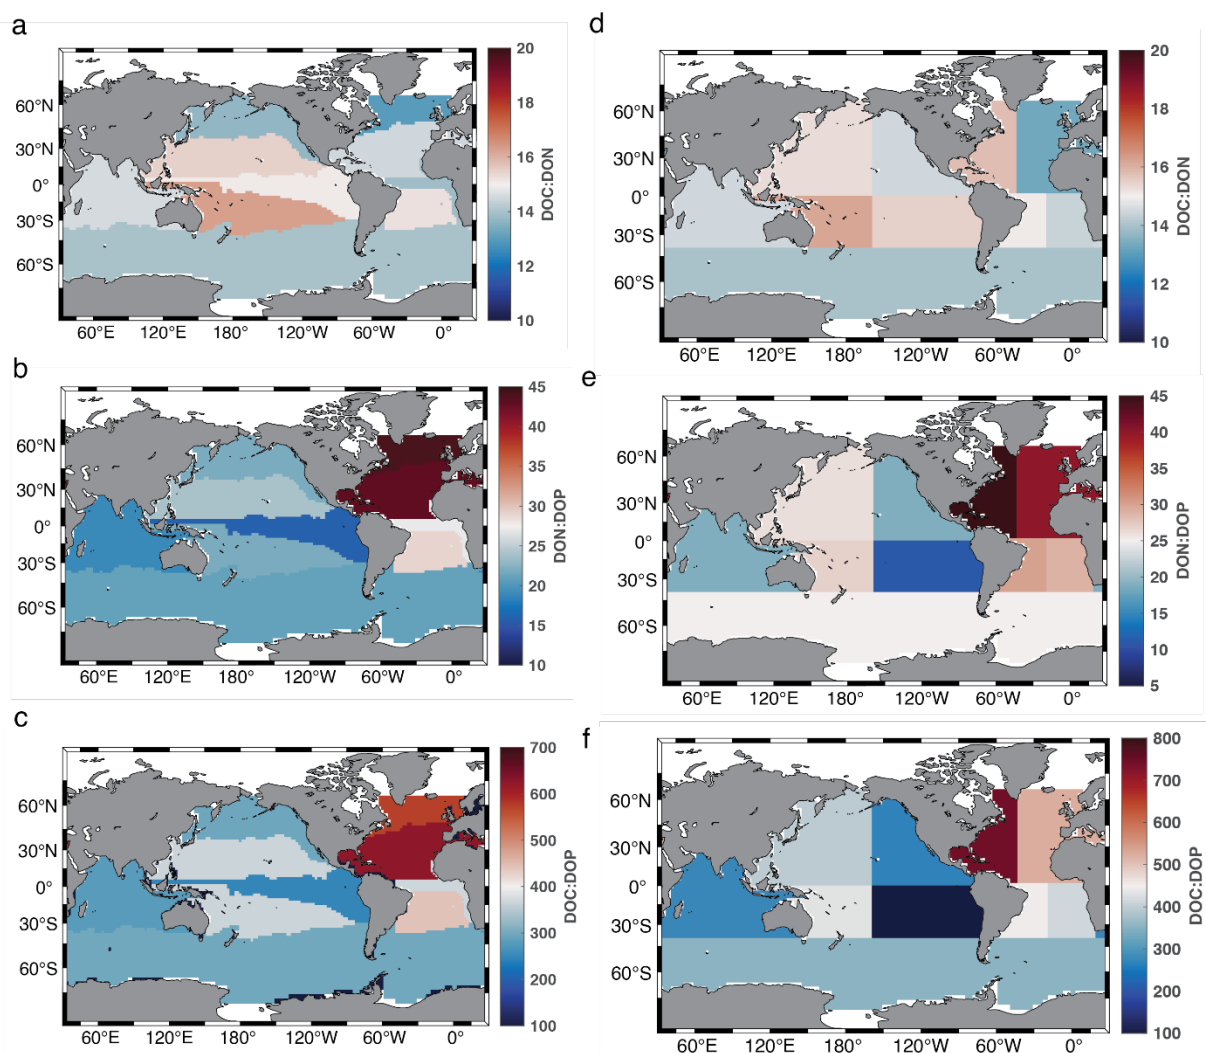 a
60°N
30°N
0°
30°S
60°S
60°E 120°E 180° 120°W 60°W 0°
20
18
16
14
12
10
DOC:DON
b
60°N
30°N
0°
30°S
60°S
60°E 120°E 180° 120°W 60°W 0°
45
40
35
30
25
20
15
10
DON:DOP
c
60°N
30°N
0°
30°S
60°S
60°E 120°E 180° 120°W 60°W 0°
700
600
500
400
300
200
100
DOC:DOP
d
60°N
30°N
0°
30°S
60°S
60°E 120°E 180° 120°W 60°W 0°
20
18
16
14
12
10
DOC:DON
e
60°N
30°N
0°
30°S
60°S
60°E 120°E 180° 120°W 60°W 0°
45
40
35
30
25
20
15
10
5
DON:DOP
f
60°N
30°N
0°
30°S
60°S
60°E 120°E 180° 120°W 60°W 0°
800
700
600
500
400
300
200
100
DOC:DOP